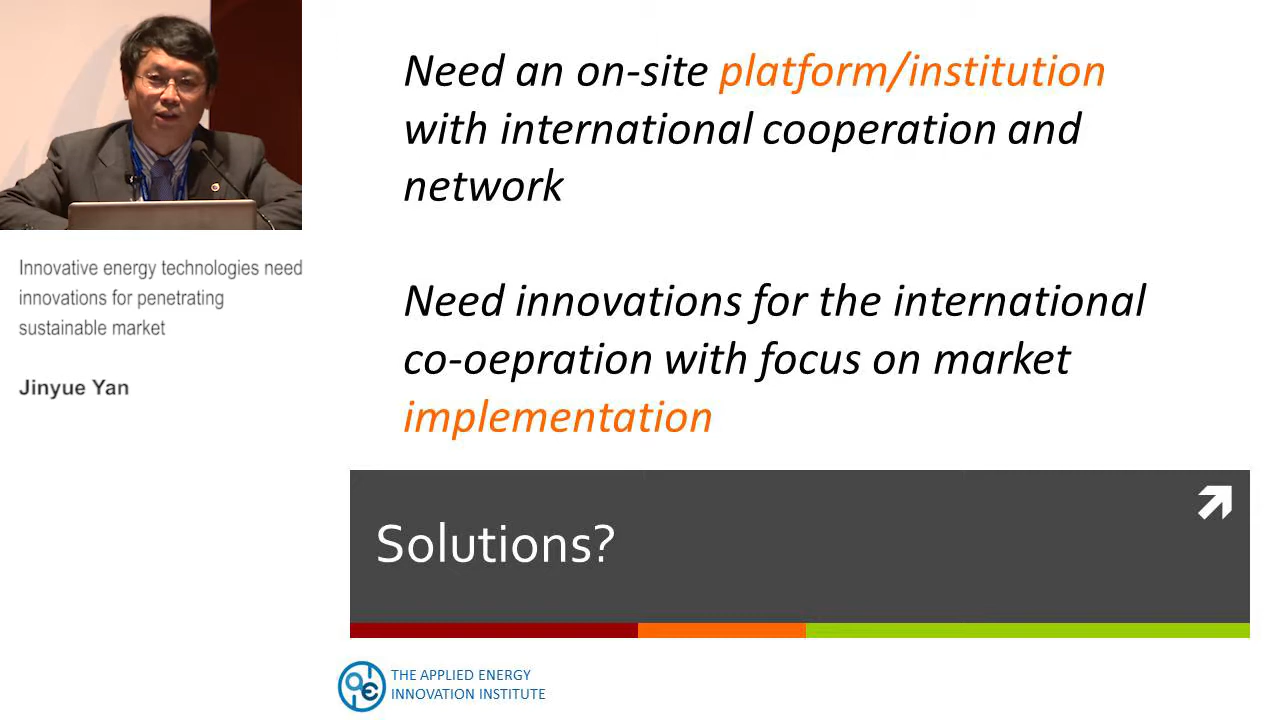 Need an on-site platform/institution
with international cooperation and
network
Need innovations for the international
co-oepration with focus on market
implementation
Innovative energy technologies need
innovations for penetrating
sustainable market
Jinyue Yan
Solutions?
THE APPLIED ENERGY
INNOVATION INSTITUTE